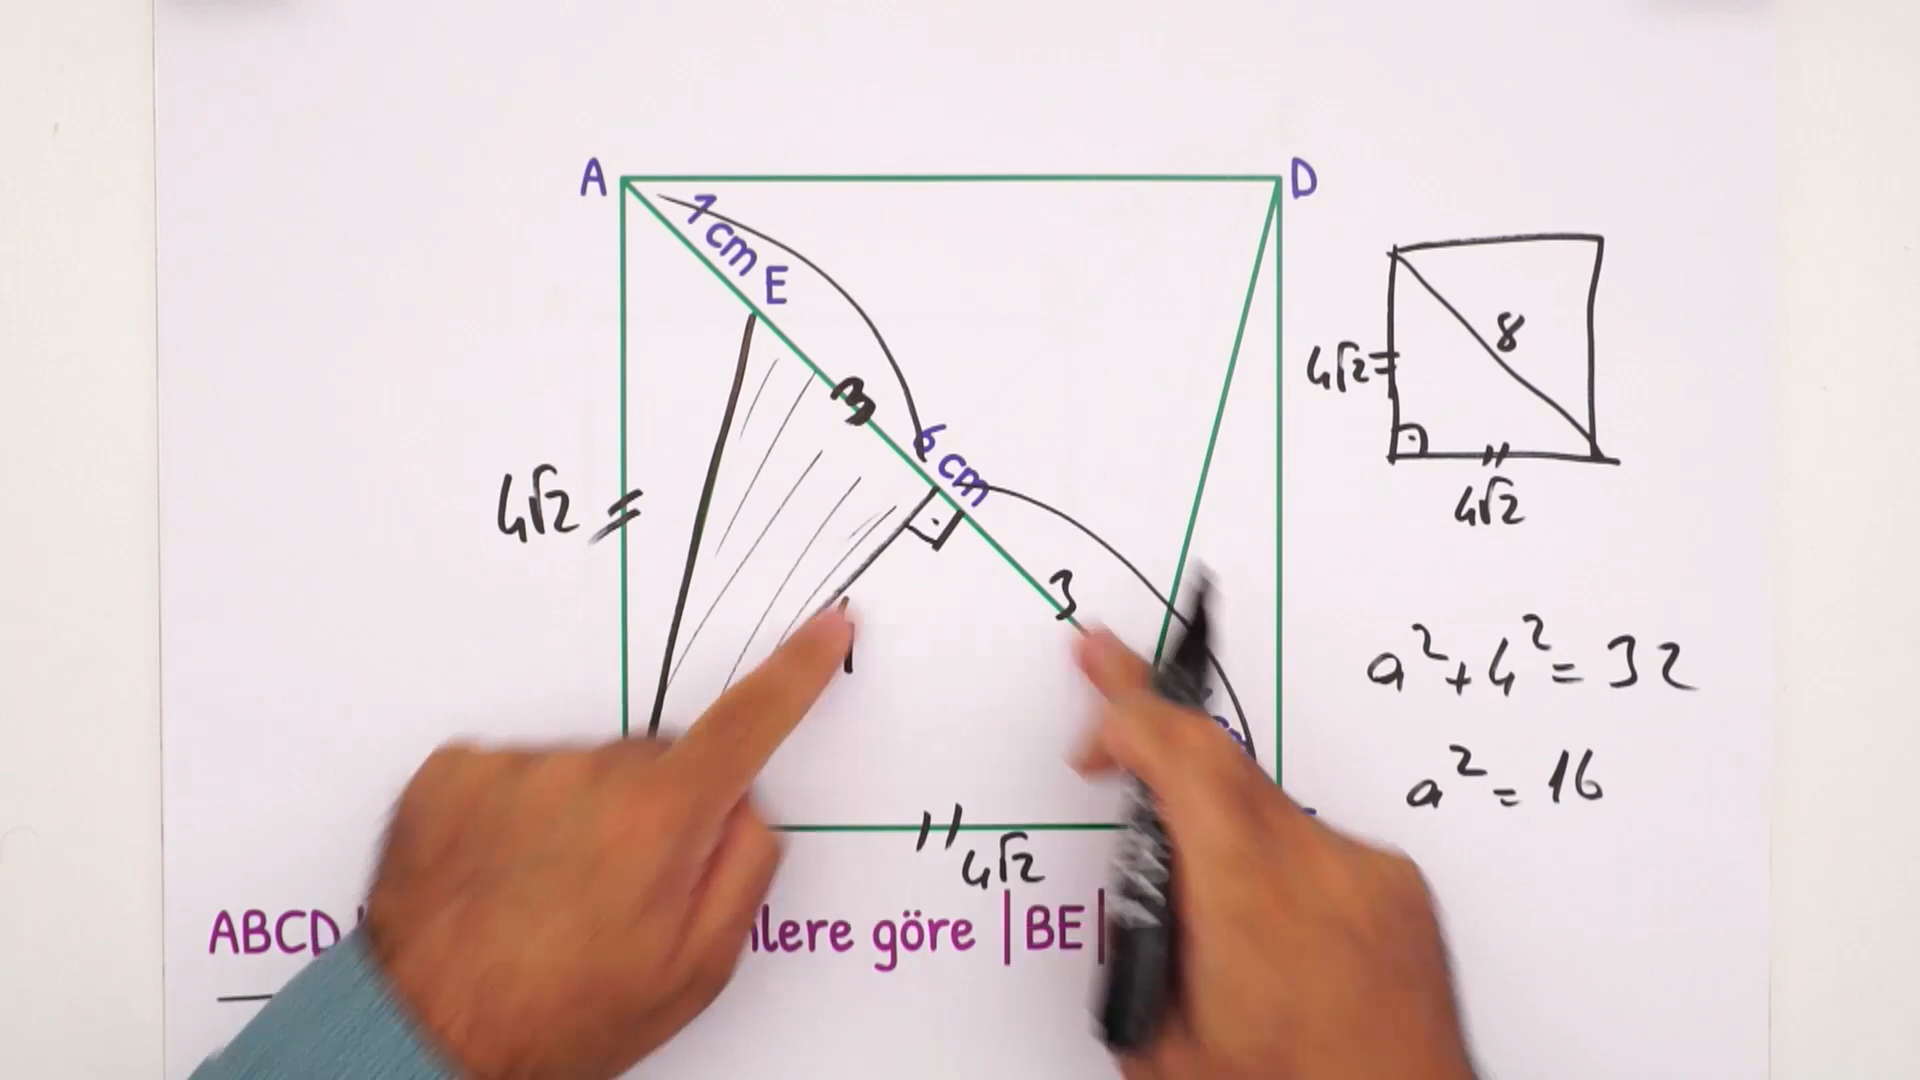 A
D
1 cm
E
3
8
4√2
6 cm
4√2
4√2
3
a²+4²=32
a²=16
4√2
ABCD
göre |BE|